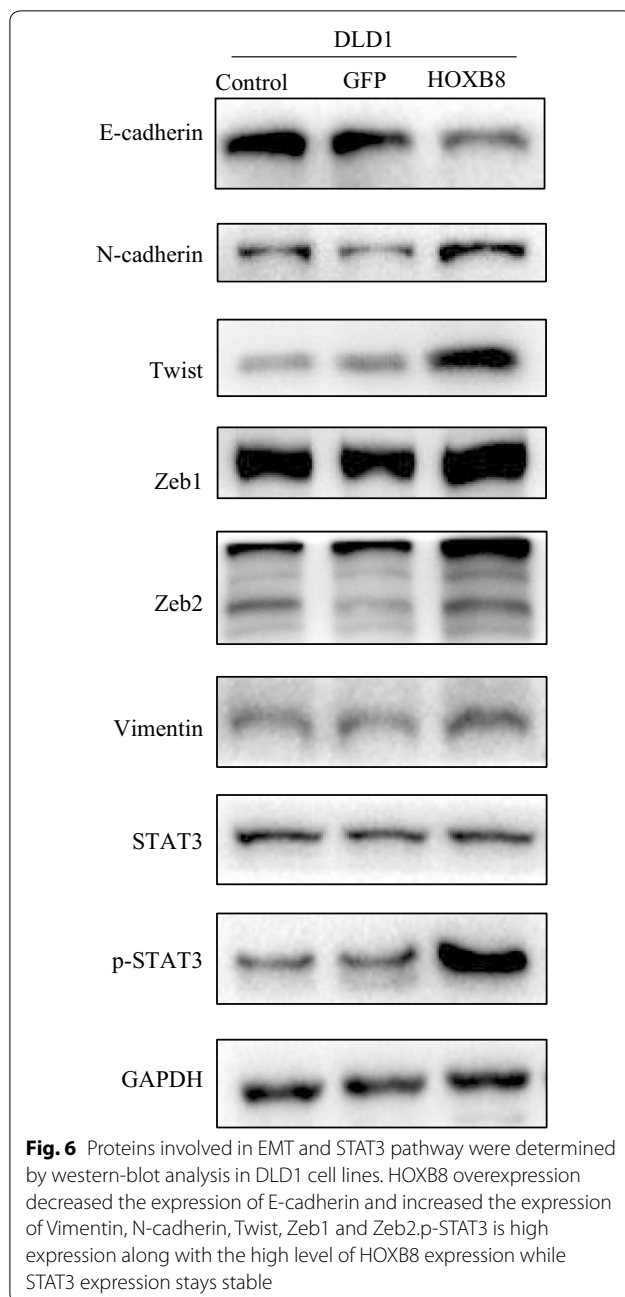 DLD1
Control GFP HOXB8
E-cadherin
N-cadherin
Twist
Zeb1
Zeb2
Vimentin
STAT3
p-STAT3
GAPDH
Fig. 6 Proteins involved in EMT and STAT3 pathway were determined
by western-blot analysis in DLD1 cell lines. HOXB8 overexpression
decreased the expression of E-cadherin and increased the expression
of Vimentin, N-cadherin, Twist, Zeb1 and Zeb2.p-STAT3 is high
expression along with the high level of HOXB8 expression while
STAT3 expression stays stable